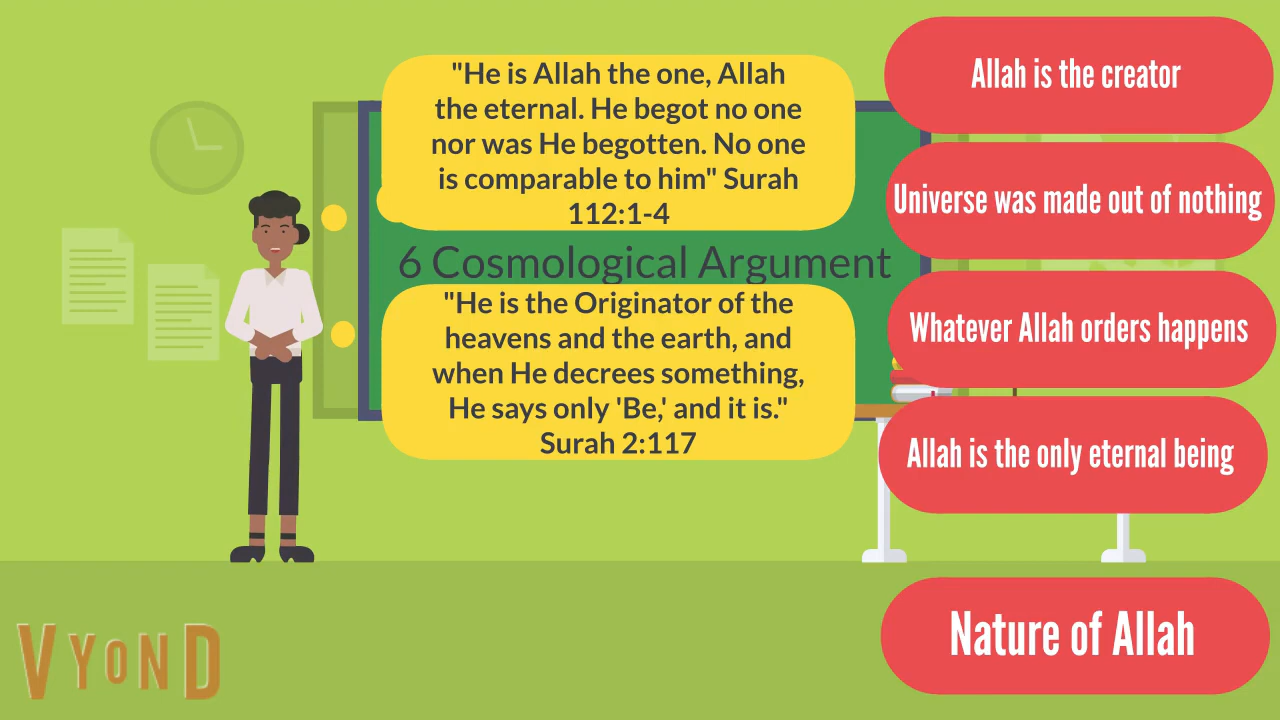 "He is Allah the one, Allah
the eternal. He begot no one
nor was He begotten. No one
is comparable to him" Surah
112:1-4
6 Cosmological Argument
"He is the Originator of the
heavens and the earth, and
when He decrees something,
He says only 'Be,' and it is."
Surah 2:117
Allah is the creator
Universe was made out of nothing
Whatever Allah orders happens
Allah is the only eternal being
Nature of Allah
VYOND